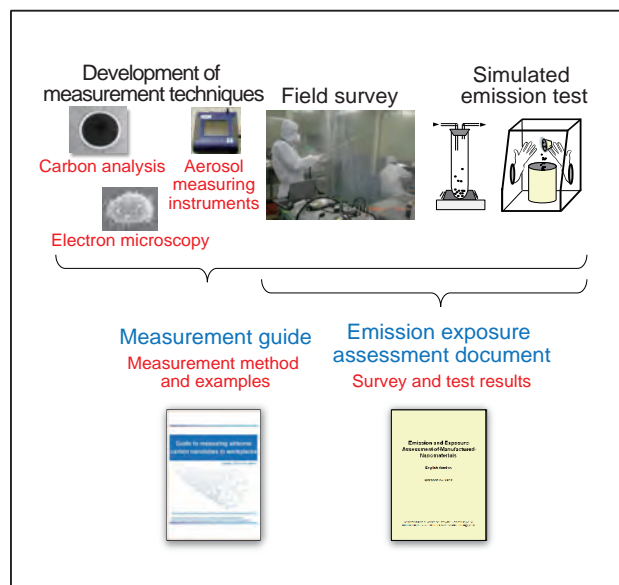 Development of
measurement techniques
Field survey
Simulated
emission test
Carbon analysis
Aerosol
measuring
instruments
Electron microscopy
Measurement guide
Measurement method
and examples
Emission exposure
assessment document
Survey and test results
Guide to measuring airborne
carbon nanotubes in workplaces
Emission and Exposure
Assessment of Manufactured
Nanomaterials
English version